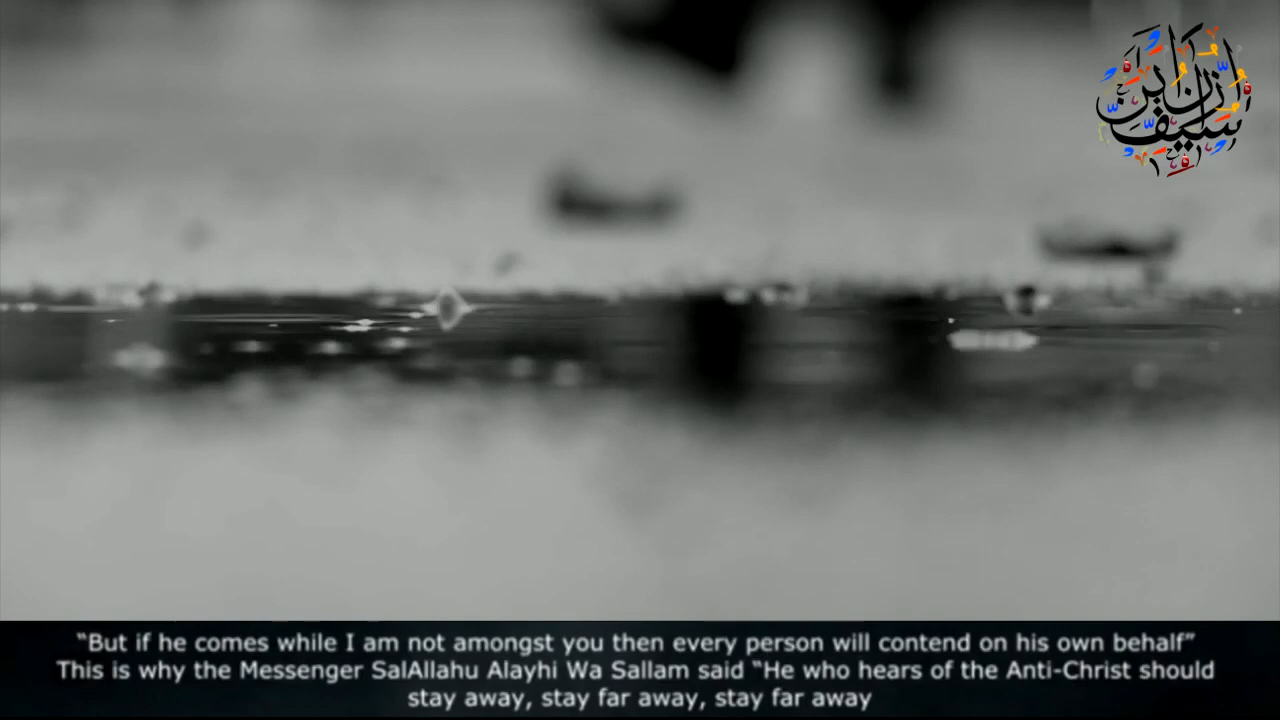 “But if he comes while I am not amongst you then every person will contend on his own behalf”
This is why the Messenger SalAllahu Alayhi Wa Sallam said “He who hears of the Anti-Christ should
stay away, stay far away, stay far away